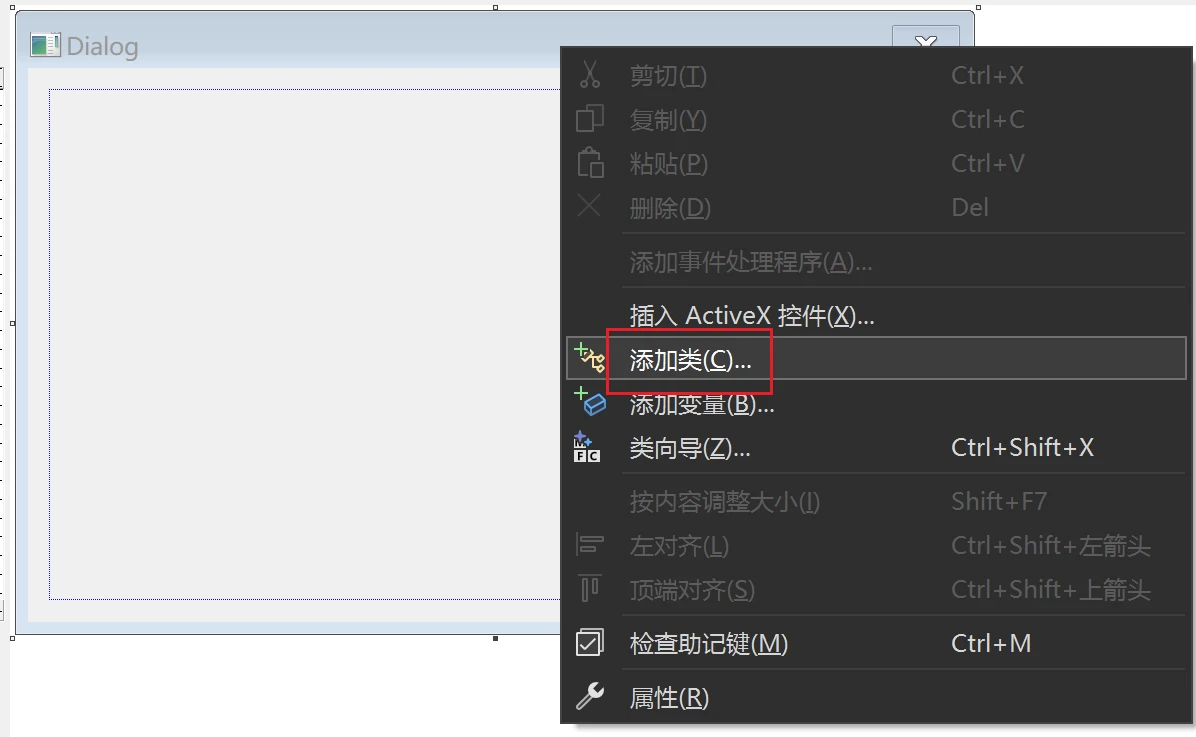 Dialog
剪切(T) Ctrl+X
复制(Y) Ctrl+C
粘贴(P) Ctrl+V
删除(D) Del
添加事件处理程序(A)...
插入 ActiveX 控件(X)...
添加类(C)...
添加变量(B)...
类向导(Z)... Ctrl+Shift+X
按内容调整大小(I) Shift+F7
左对齐(L) Ctrl+Shift+左箭头
顶端对齐(S) Ctrl+Shift+上箭头
检查助记键(M) Ctrl+M
属性(R)